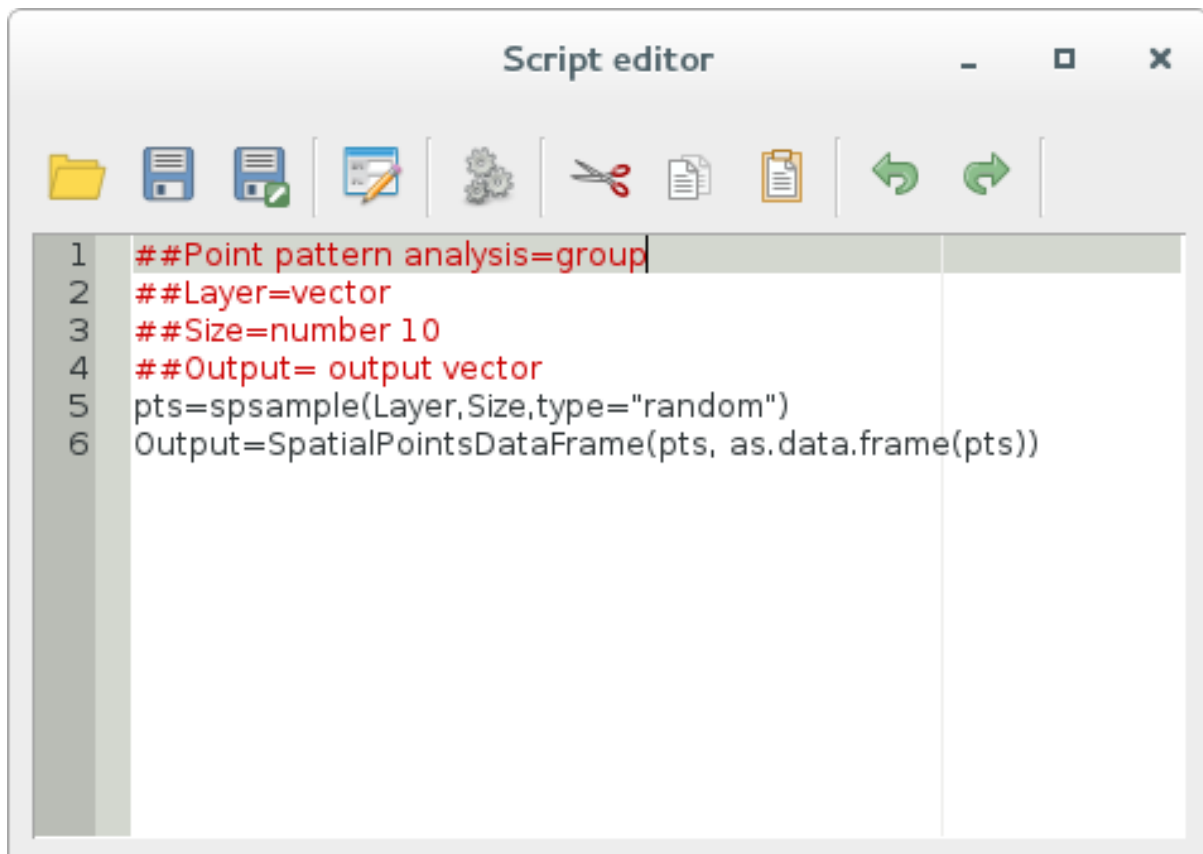 Script editor
1 ##Point pattern analysis=group
2 ##Layer=vector
3 ##Size=number 10
4 ##Output= output vector
5 pts=spsample(Layer,Size,type="random")
6 Output=SpatialPointsDataFrame(pts, as.data.frame(pts))